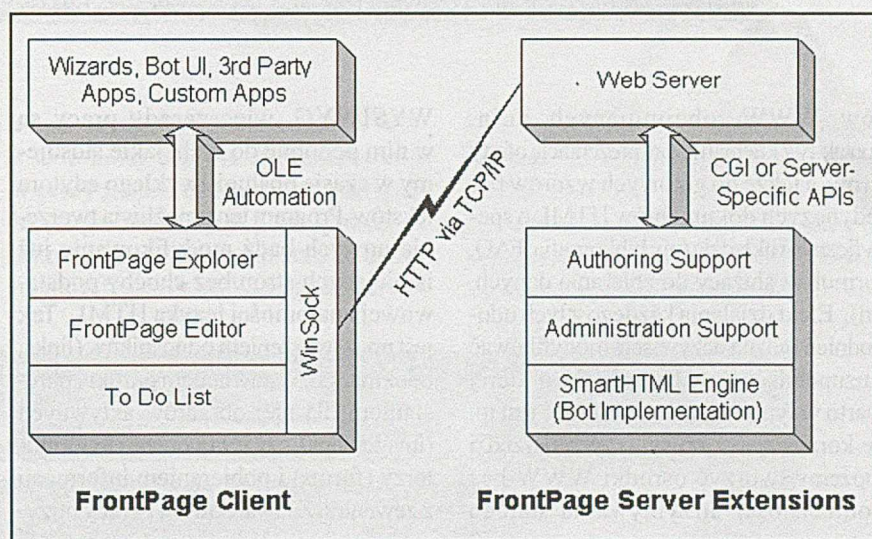 Wizards, Bot UI, 3rd Party
Apps, Custom Apps
OLE
Automation
FrontPage Explorer
FrontPage Editor
To Do List
WinSock
FrontPage Client
HTTP via TCP/IP
Web Server
CGI or Server-
Specific APIs
Authoring Support
Administration Support
SmartHTML Engine
(Bot Implementation)
FrontPage Server Extensions